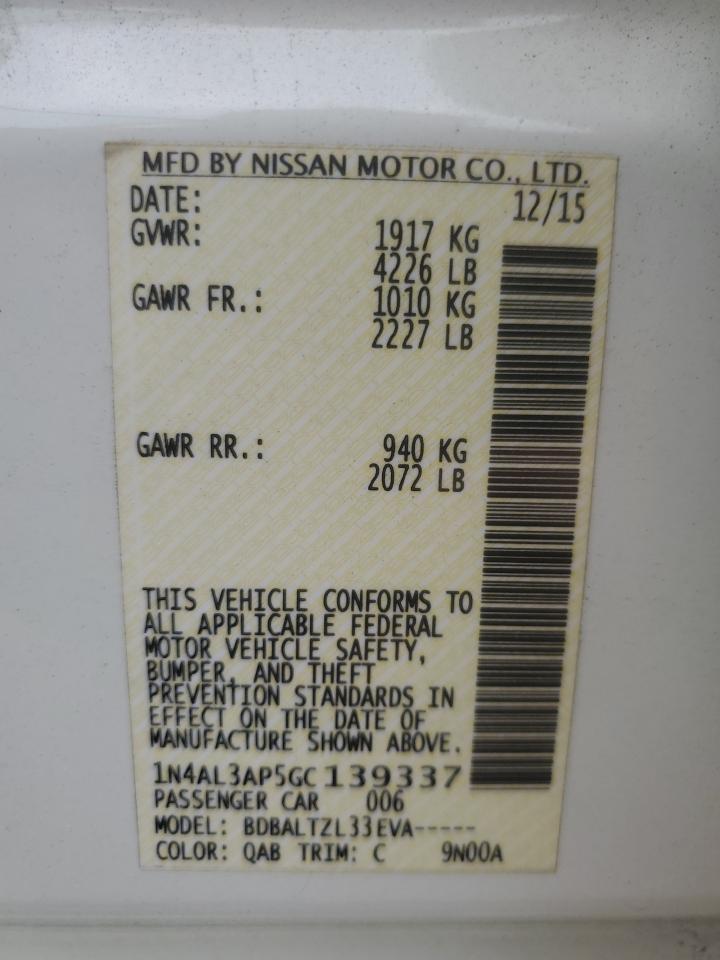 MFD BY NISSAN MOTOR CO., LTD.
DATE: 12/15
GVWR: 1917 KG
4226 LB
GAWR FR.: 1010 KG
2227 LB
GAWR RR.: 940 KG
2072 LB
THIS VEHICLE CONFORMS TO
ALL APPLICABLE FEDERAL
MOTOR VEHICLE SAFETY,
BUMPER, AND THEFT
PREVENTION STANDARDS IN
EFFECT ON THE DATE OF
MANUFACTURE SHOWN ABOVE.
1N4AL3AP5GC139337
PASSENGER CAR 006
MODEL: BDBALTZL33EVA-----
COLOR: QAB TRIM: C 9N00A